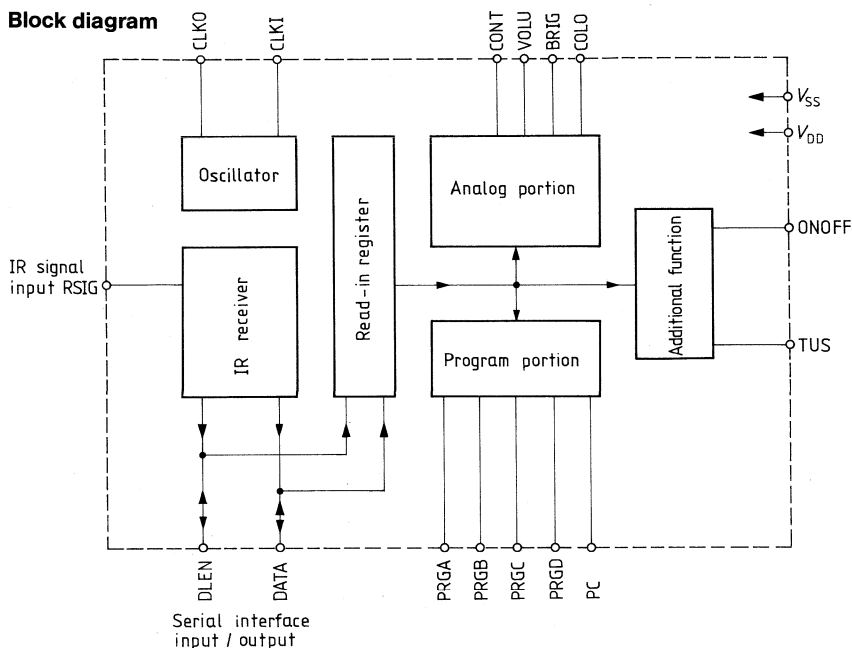 Block diagram
CLKO
CLKI
CONT
VOLU
BRIG
COLO
VSS
VDD
Oscillator
Analog portion
Read-in register
Additional function
ONOFF
IR signal
input RSIG
IR receiver
Program portion
TUS
DLEN
DATA
PRGA
PRGB
PRGC
PRGD
PC
Serial interface
input / output